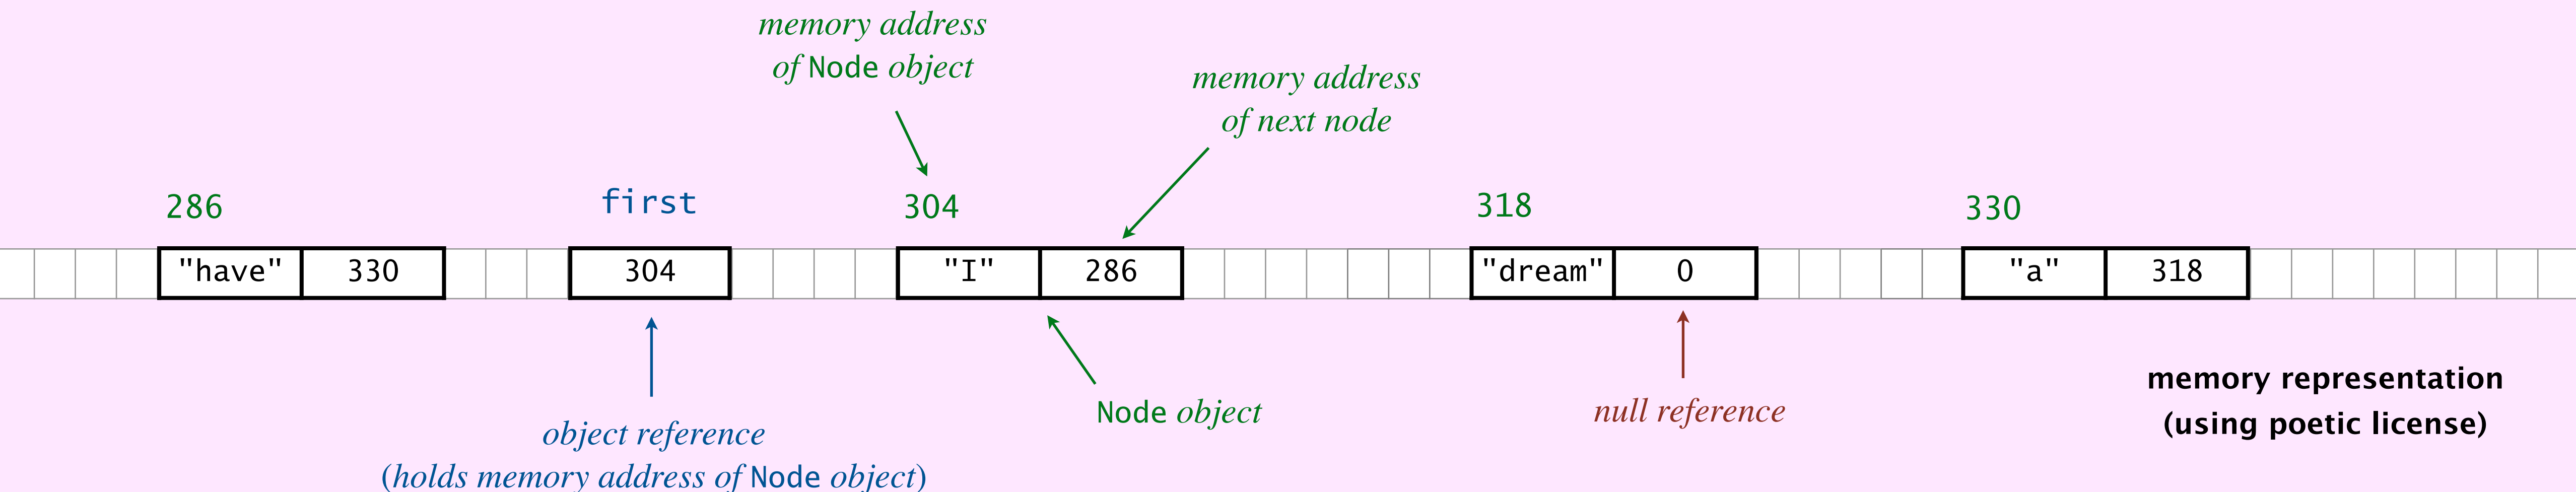 memory address
of Node object
memory address
of next node
286
first
304
318
330
"have" 330
304
"I" 286
"dream" 0
"a" 318
object reference
(holds memory address of Node object)
Node object
null reference
memory representation
(using poetic license)